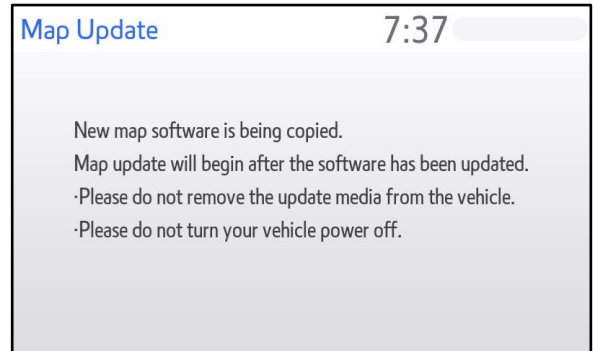 Map Update 7:37
New map software is being copied.
Map update will begin after the software has been updated.
·Please do not remove the update media from the vehicle.
·Please do not turn your vehicle power off.